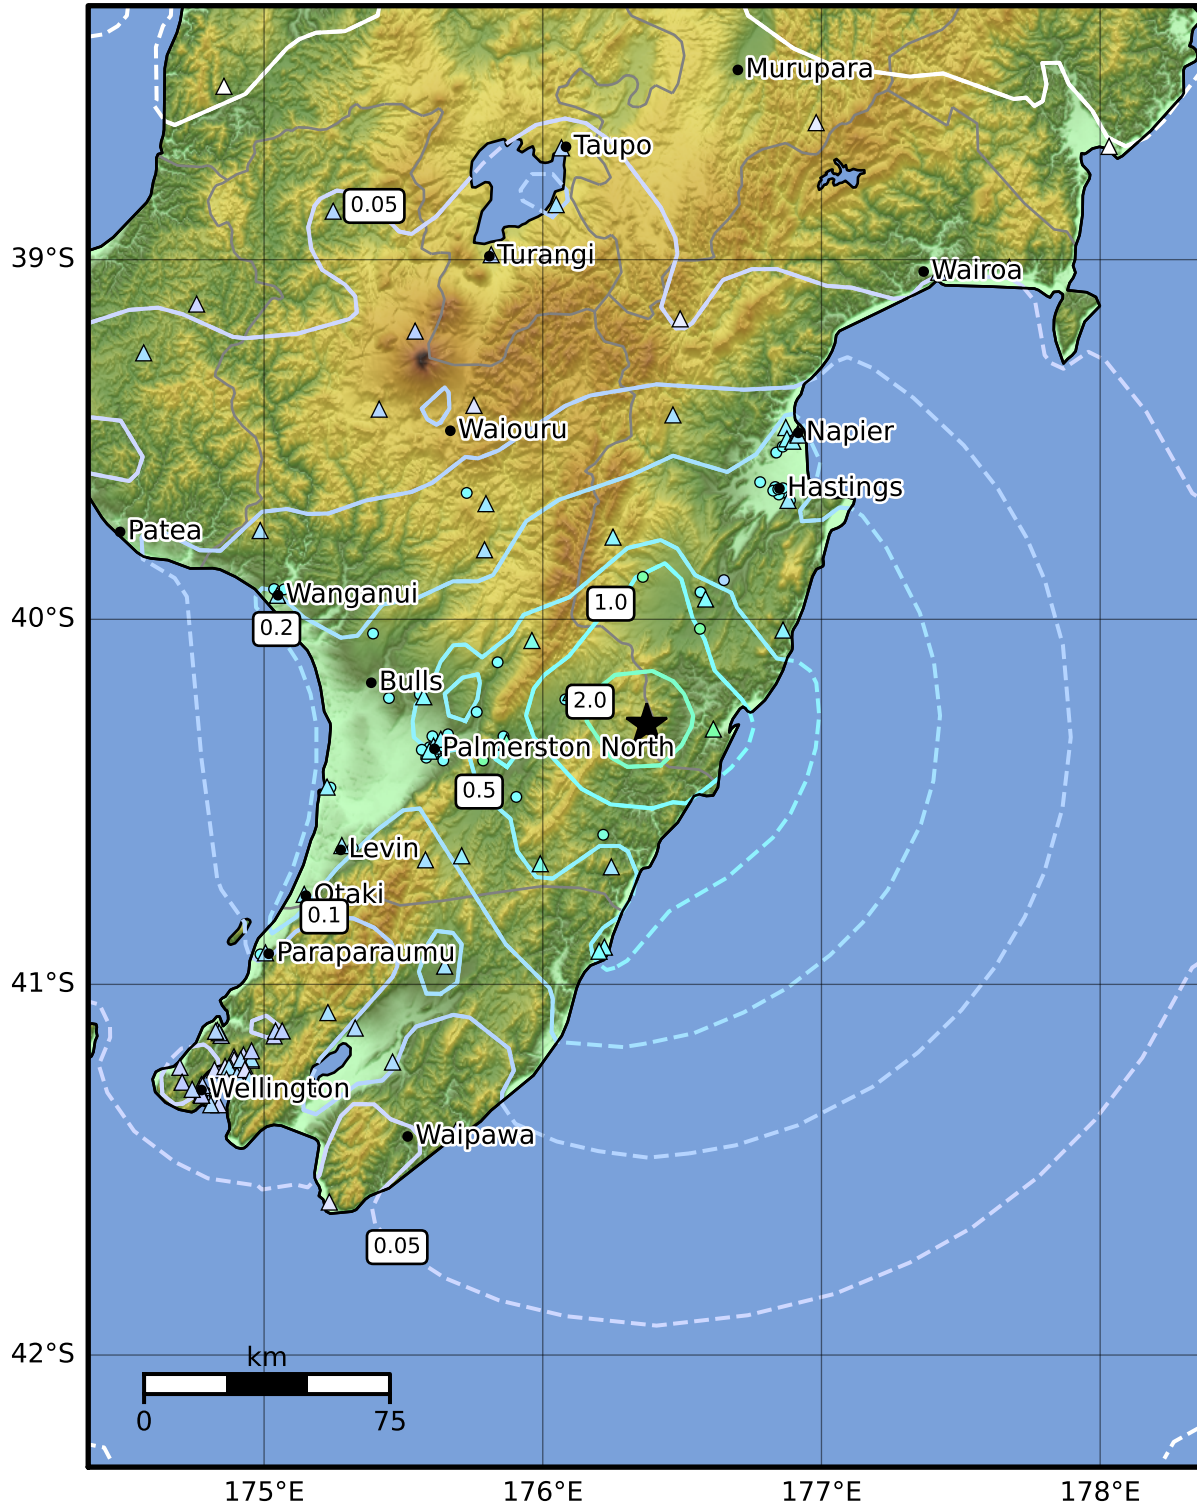 Murupara
Taupo
0.05
Turangi
39°S
Wairoa
Waiouru
Napier
Hastings
Patea
Wanganui
1.0
40°S
0.2
Bulls
2.0
Palmerston North
0.5
Levin
Otaki
0.1
Paraparaumu
41°S
Wellington
Waipawa
0.05
42°S
km
0 75
175°E 176°E 177°E 178°E